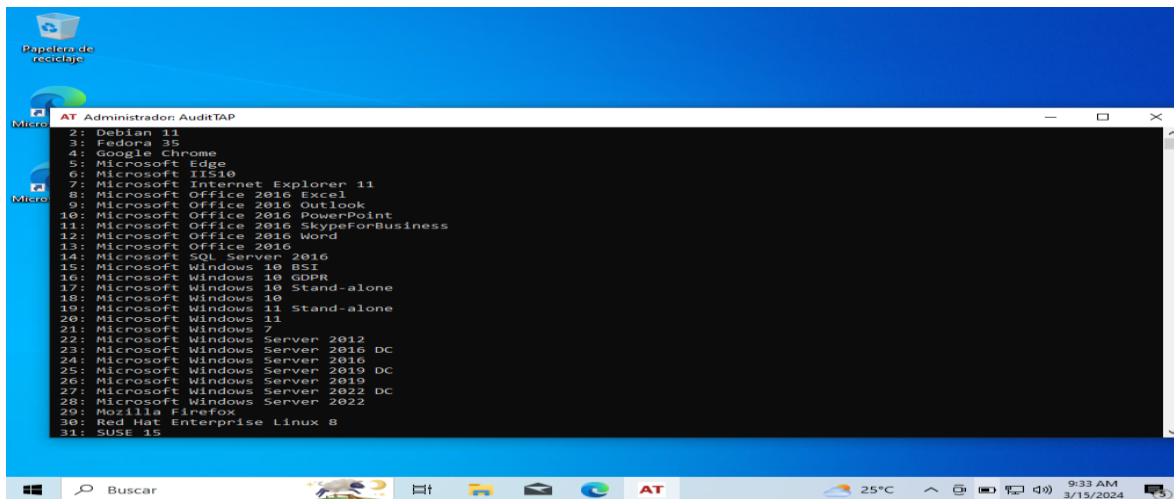 Papelera de
reciclaje
Micro
AT Administrador: AuditTAP
2: Debian 11
3: Fedora 35
4: Google Chrome
5: Microsoft Edge
6: Microsoft IIS10
7: Microsoft Internet Explorer 11
8: Microsoft Office 2016 Excel
9: Microsoft Office 2016 Outlook
10: Microsoft Office 2016 PowerPoint
11: Microsoft Office 2016 SkypeForBusiness
12: Microsoft Office 2016 Word
13: Microsoft Office 2016
14: Microsoft SQL Server 2016
15: Microsoft Windows 10 BSI
16: Microsoft Windows 10 GDPR
17: Microsoft Windows 10 Stand-alone
18: Microsoft Windows 10
19: Microsoft Windows 11 Stand-alone
20: Microsoft Windows 11
21: Microsoft Windows 7
22: Microsoft Windows Server 2012
23: Microsoft Windows Server 2016 DC
24: Microsoft Windows Server 2016
25: Microsoft Windows Server 2019 DC
26: Microsoft Windows Server 2019
27: Microsoft Windows Server 2022 DC
28: Microsoft Windows Server 2022
29: Mozilla Firefox
30: Red Hat Enterprise Linux 8
31: SUSE 15
Micro
Buscar
AT
25°C
9:33 AM
3/15/2024